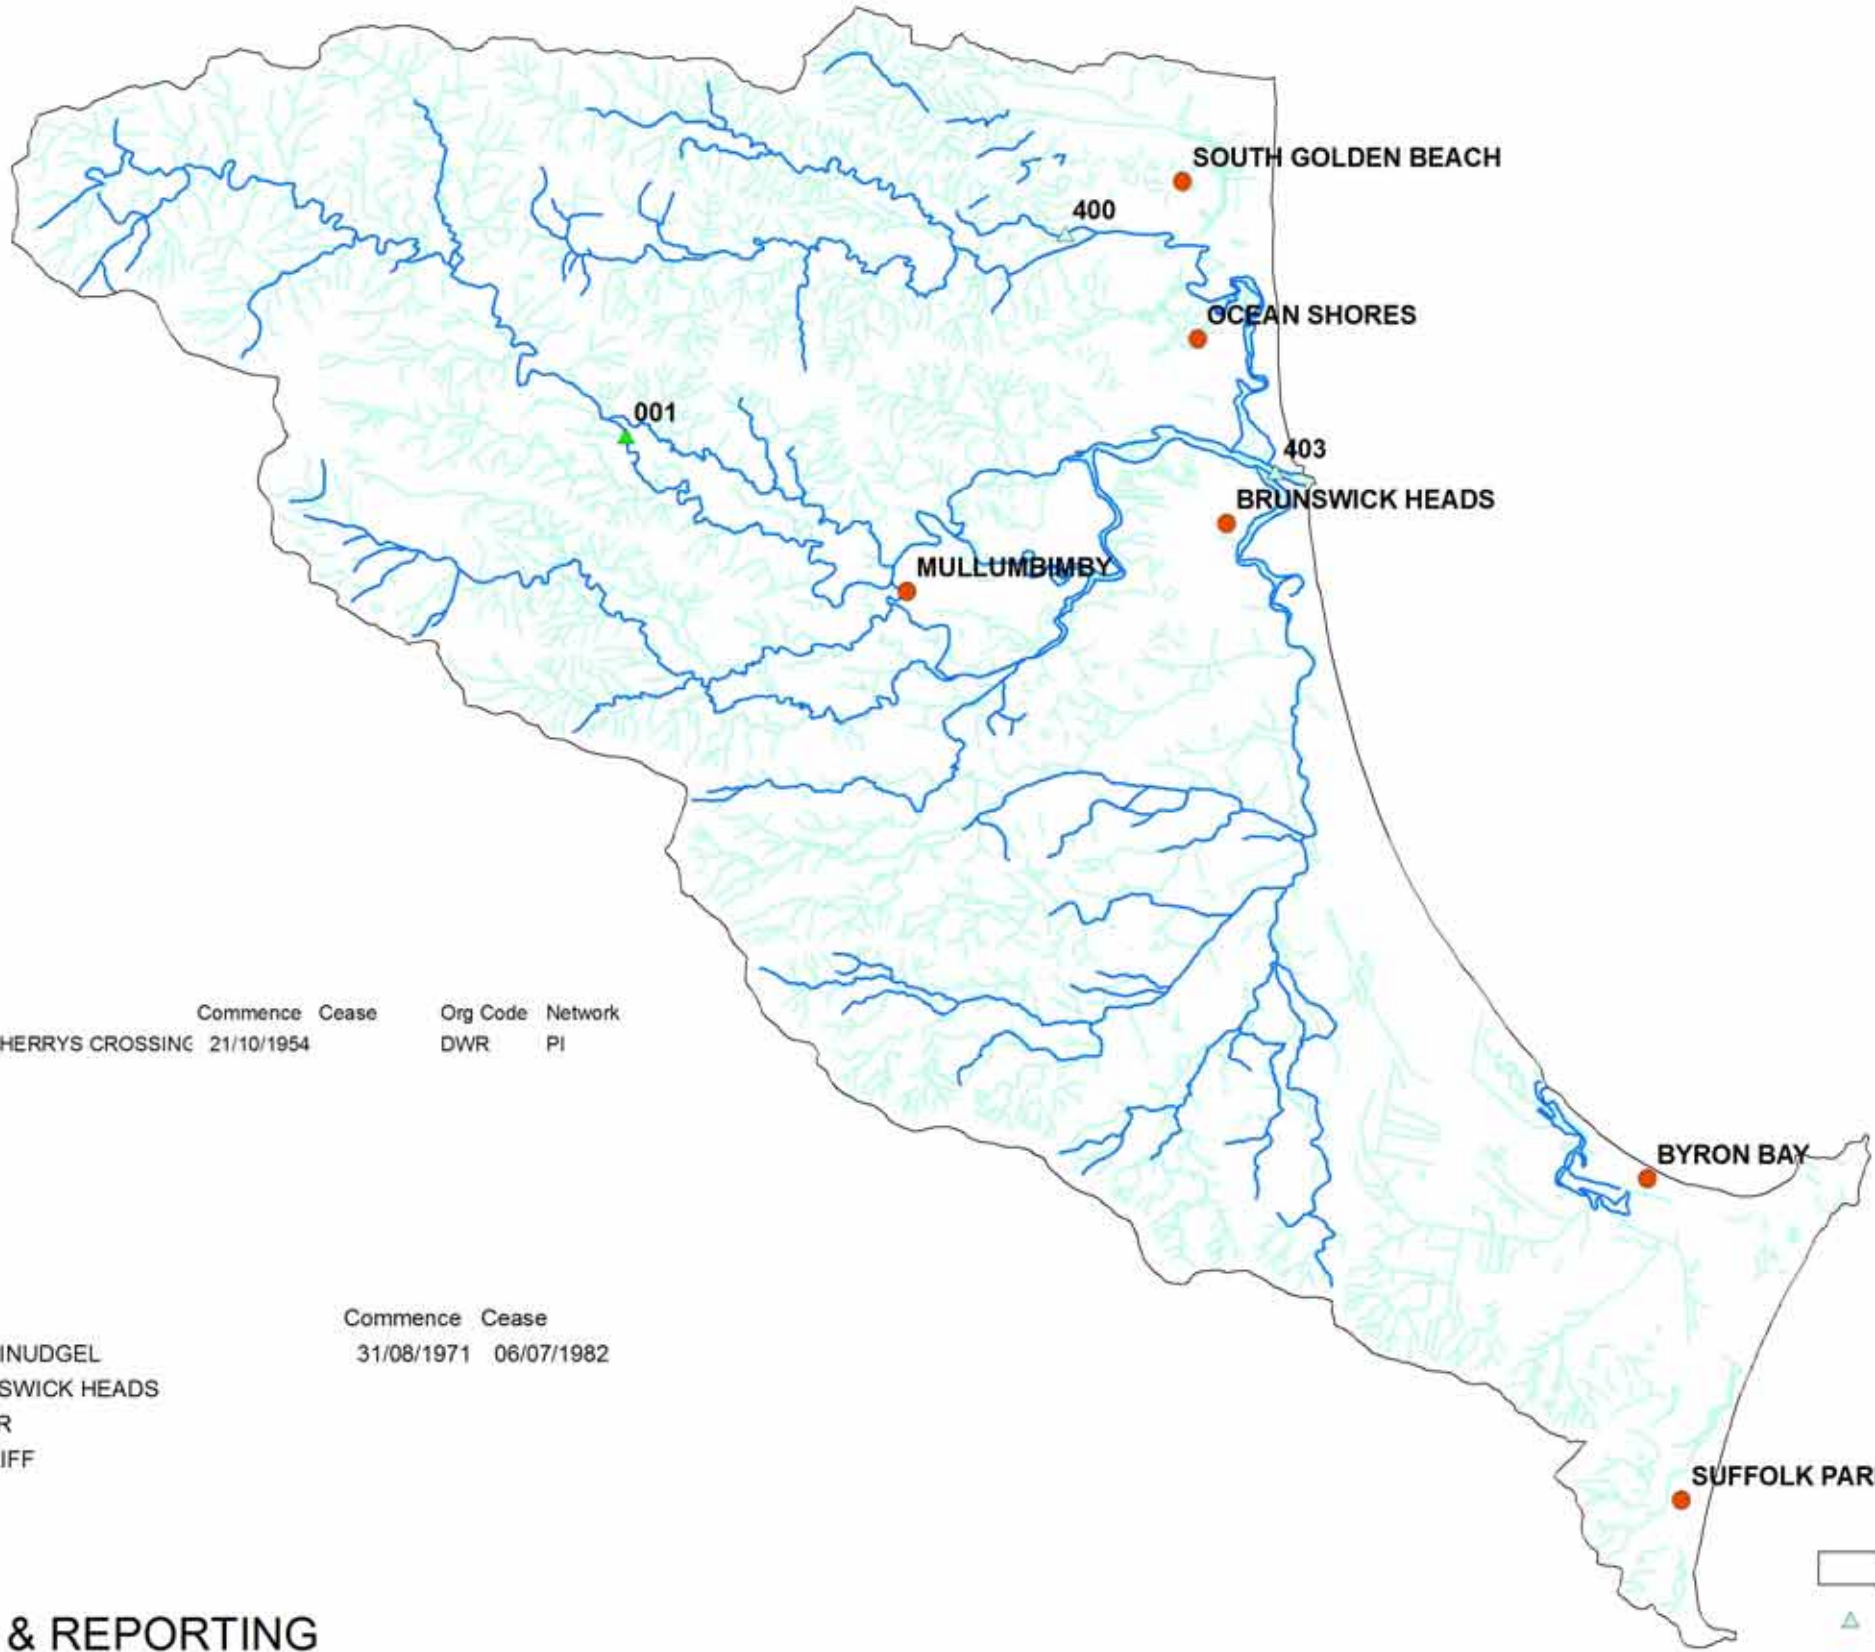 SOUTH GOLDEN BEACH
400
OCEAN SHORES
001
403
BRUNSWICK HEADS
MULLUMBIMBY
Commence Cease Org Code Network
HERRYS CROSSING 21/10/1954 DWR PI
BYRON BAY
Commence Cease
INUDGEL 31/08/1971 06/07/1982
SWICK HEADS
R
IFF
SUFFOLK PAR
& REPORTING